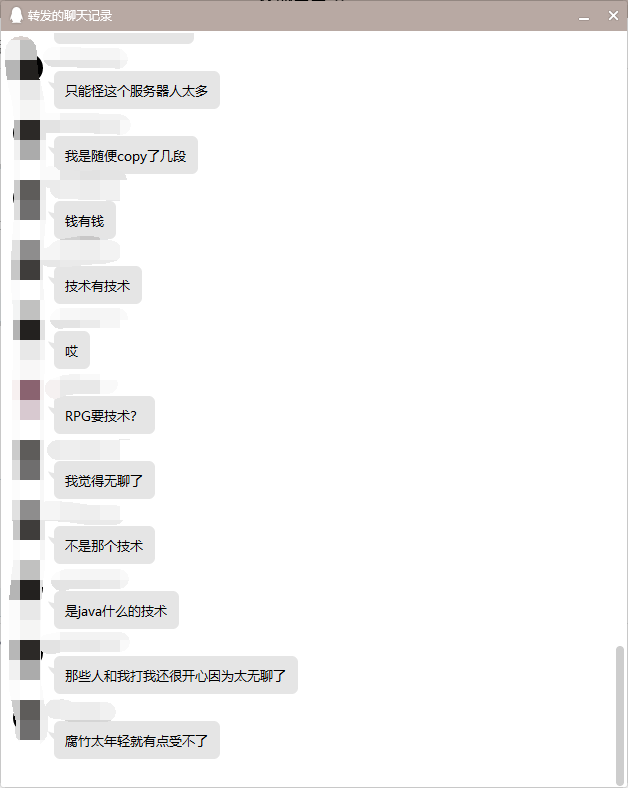 转发的聊天记录
只能怪这个服务器人太多
我是随便copy了几段
钱有钱
技术有技术
哎
RPG要技术?
我觉得无聊了
不是那个技术
是java什么的技术
那些人和我打我还很开心因为太无聊了
腐竹太年轻就有点受不了